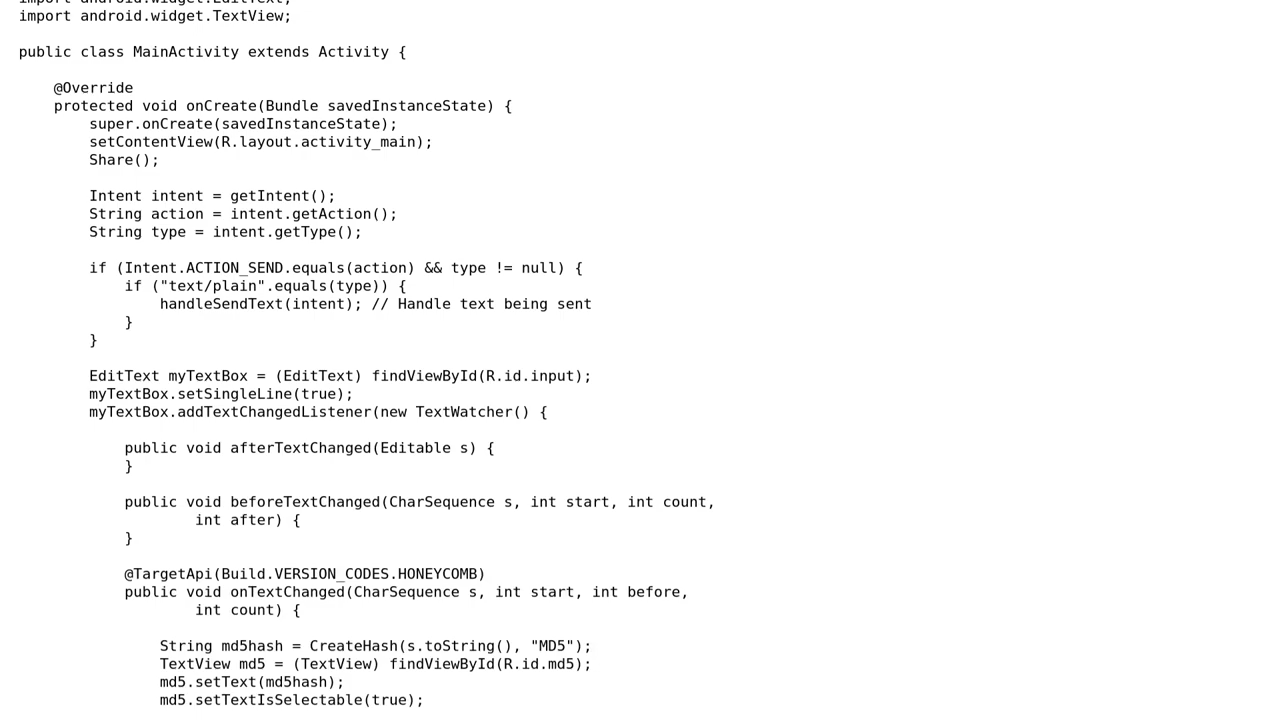 import android.widget.EditText;
import android.widget.TextView;

public class MainActivity extends Activity {

    @Override
    protected void onCreate(Bundle savedInstanceState) {
        super.onCreate(savedInstanceState);
        setContentView(R.layout.activity_main);
        Share();

        Intent intent = getIntent();
        String action = intent.getAction();
        String type = intent.getType();

        if (Intent.ACTION_SEND.equals(action) && type != null) {
            if ("text/plain".equals(type)) {
                handleSendText(intent); // Handle text being sent
            }
        }

        EditText myTextBox = (EditText) findViewById(R.id.input);
        myTextBox.setSingleLine(true);
        myTextBox.addTextChangedListener(new TextWatcher() {

            public void afterTextChanged(Editable s) {
            }

            public void beforeTextChanged(CharSequence s, int start, int count,
                    int after) {
            }

            @TargetApi(Build.VERSION_CODES.HONEYCOMB)
            public void onTextChanged(CharSequence s, int start, int before,
                    int count) {

                String md5hash = CreateHash(s.toString(), "MD5");
                TextView md5 = (TextView) findViewById(R.id.md5);
                md5.setText(md5hash);
                md5.setTextIsSelectable(true);